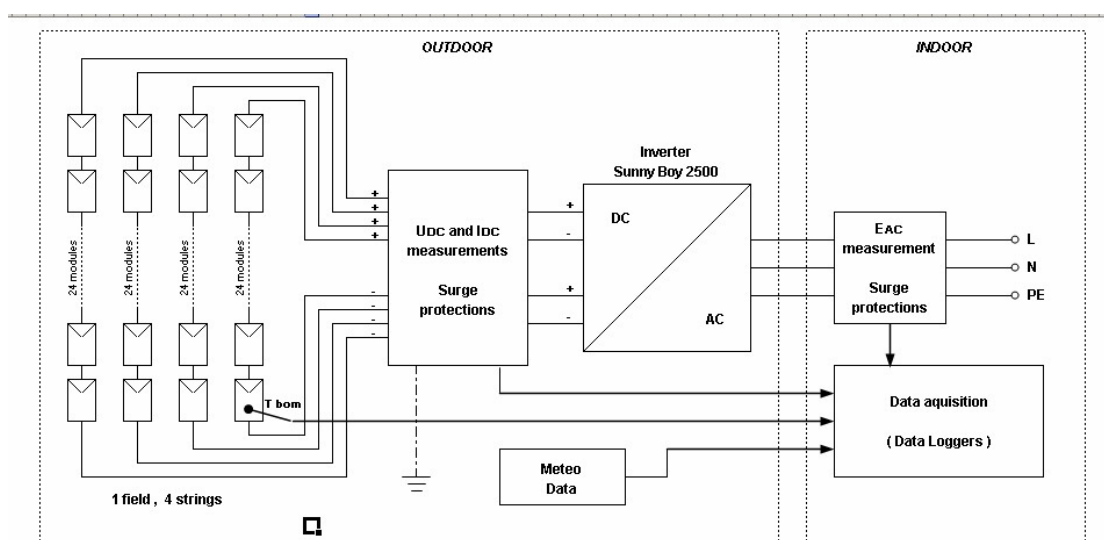 OUTDOOR
INDOOR
Inverter
Sunny Boy 2500
DC
AC
+
+
+
+
-
-
-
-
UDC and IDC
measurements
Surge
protections
+
-
+
-
EAC
measurement
Surge
protections
L
N
PE
24 modules
24 modules
24 modules
24 modules
T bom
Data aquisition
( Data Loggers )
Meteo
Data
1 field , 4 strings